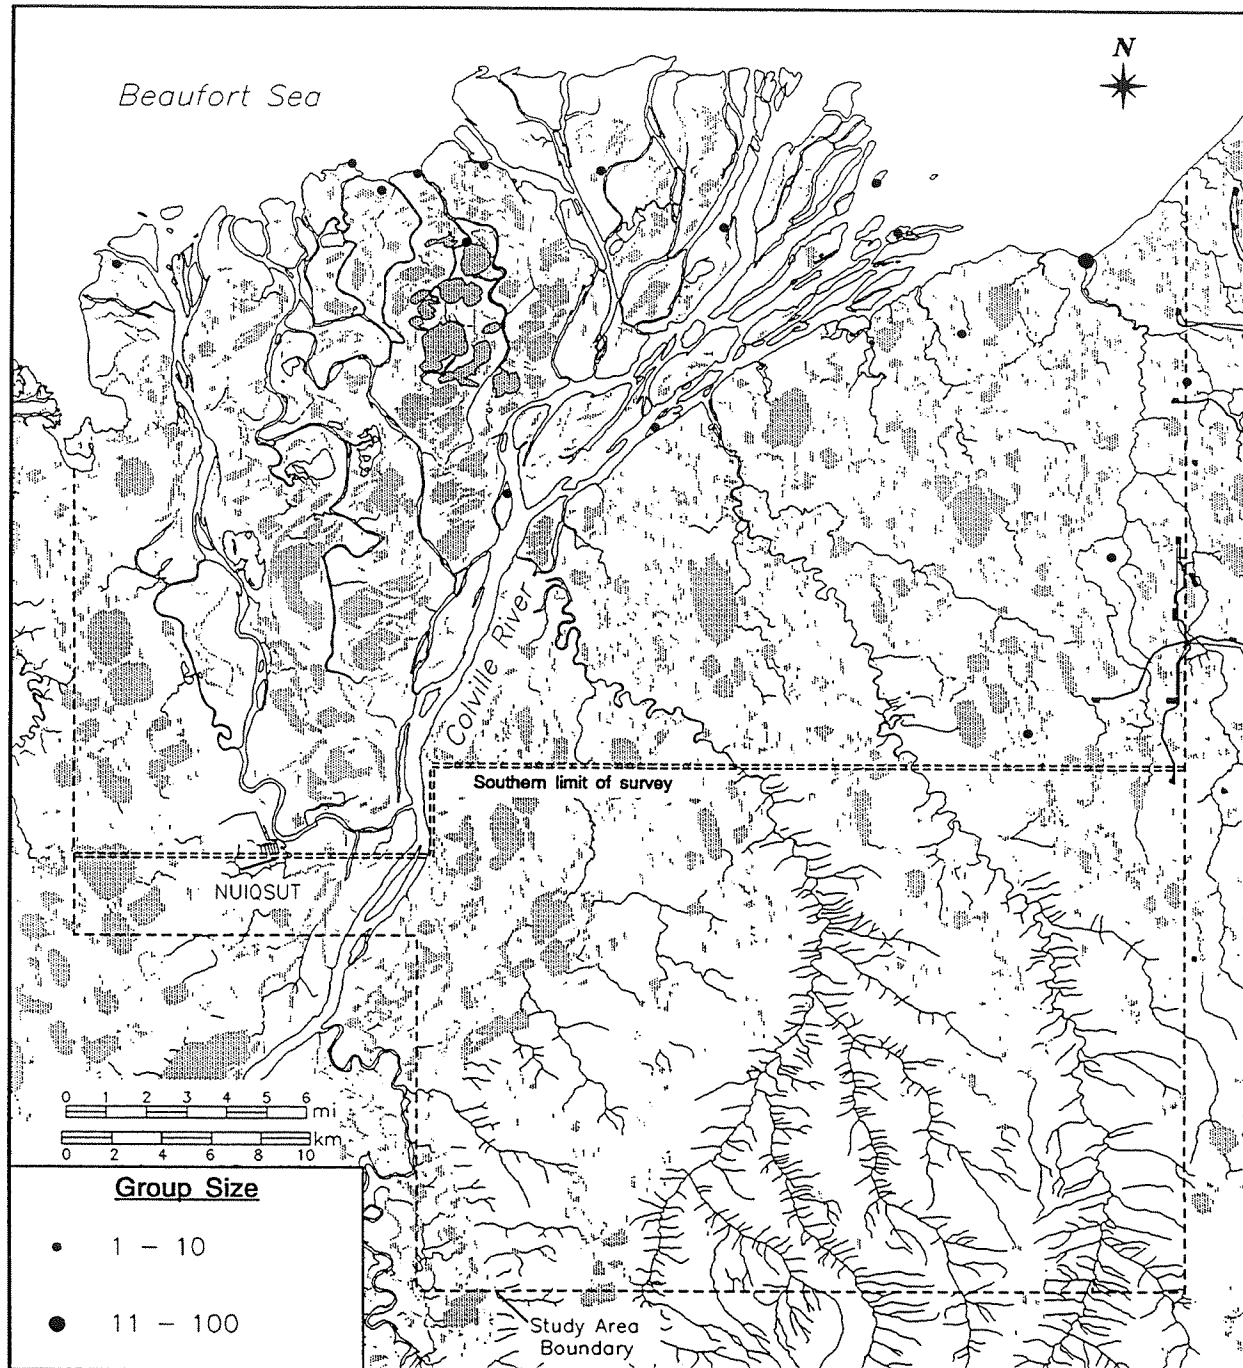 N
Beaufort Sea
Colville River
Southern limit of survey
NUIQSUT
0 1 2 3 4 5 6 mi
0 2 4 6 8 10 km
Group Size
1 – 10
11 – 100
Study Area
Boundary